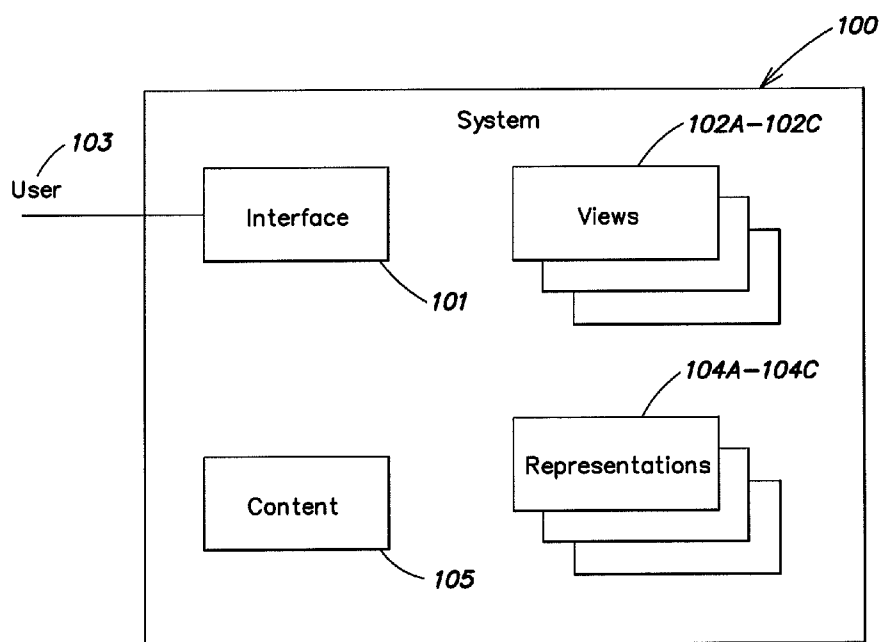 100
System
102A-102C
103
User
Interface
Views
101
104A-104C
Representations
Content
105